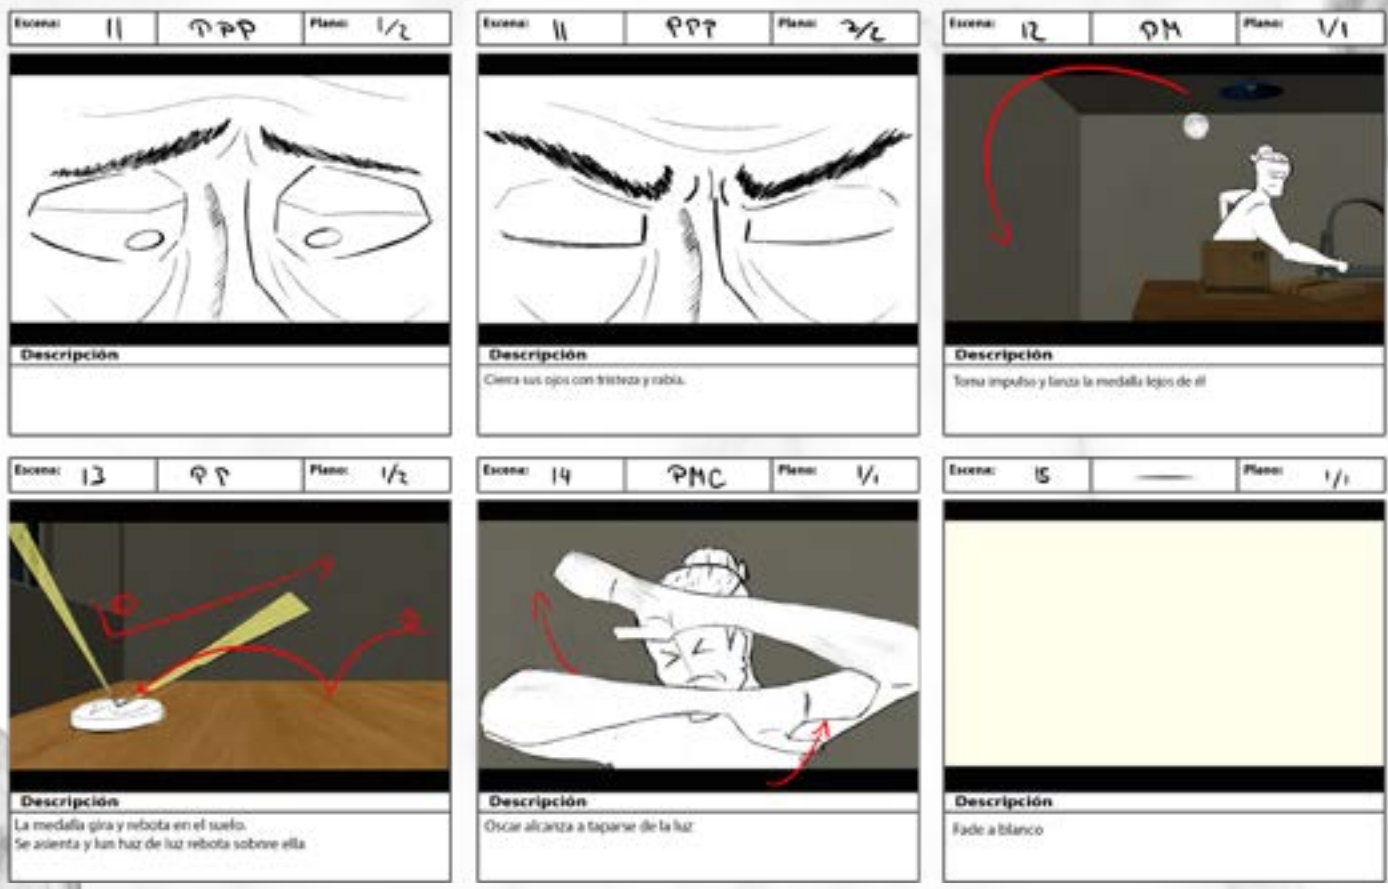 Escena: 11 PPP Plano: 1/2
Escena: 11 PPP Plano: 2/2
Escena: 12 PM Plano: 1/1
Descripción
Descripción
Cierra sus ojos con tristeza y rabia.
Descripción
Toma impulso y lanza la medalla lejos de él
Escena: 13 PP Plano: 1/2
Escena: 14 PMC Plano: 1/1
Escena: 15 — Plano: 1/1
Descripción
La medalla gira y rebota en el suelo.
Se asienta y lun haz de luz rebota sobnre ella
Descripción
Oscar alcanza a taparse de la luz
Descripción
Fade a blanco